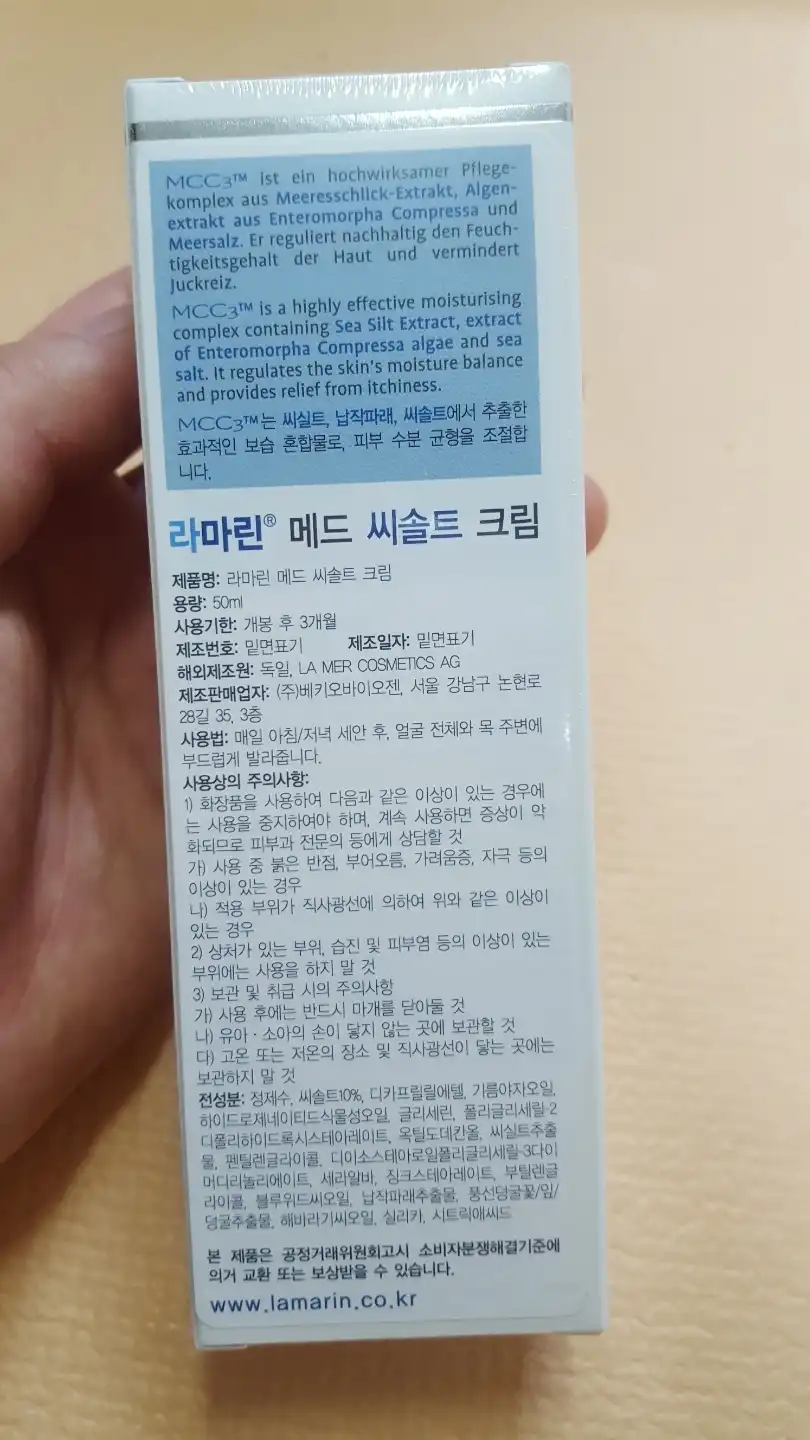 MCC3™ ist ein hochwirksamer Pflege-
komplex aus Meeresschlick-Extrakt, Algen-
extrakt aus Enteromorpha Compressa und
Meersalz. Er reguliert nachhaltig den Feuch-
tigkeitsgehalt der Haut und vermindert
Juckreiz.
MCC3™ is a highly effective moisturising
complex containing Sea Silt Extract, extract
of Enteromorpha Compressa algae and sea
salt. It regulates the skin's moisture balance
and provides relief from itchiness.
MCC3™는 씨실트, 납작파래, 씨솔트에서 추출한
효과적인 보습 혼합물로, 피부 수분 균형을 조절합
니다.
라마린® 메드 씨솔트 크림
제품명: 라마린 메드 씨솔트 크림
용량: 50ml
사용기한: 개봉 후 3개월
제조번호: 밑면표기 제조일자: 밑면표기
해외제조원: 독일, LA MER COSMETICS AG
제조판매업자: (주)베키오바이오젠, 서울 강남구 논현로
28길 35, 3층
사용법: 매일 아침/저녁 세안 후, 얼굴 전체와 목 주변에
부드럽게 발라줍니다.
사용상의 주의사항:
1) 화장품을 사용하여 다음과 같은 이상이 있는 경우에
는 사용을 중지하여야 하며, 계속 사용하면 증상이 악
화되므로 피부과 전문의 등에게 상담할 것
가) 사용 중 붉은 반점, 부어오름, 가려움증, 자극 등의
이상이 있는 경우
나) 적용 부위가 직사광선에 의하여 위와 같은 이상이
있는 경우
2) 상처가 있는 부위, 습진 및 피부염 등의 이상이 있는
부위에는 사용을 하지 말 것
3) 보관 및 취급 시의 주의사항
가) 사용 후에는 반드시 마개를 닫아둘 것
나) 유아·소아의 손이 닿지 않는 곳에 보관할 것
다) 고온 또는 저온의 장소 및 직사광선이 닿는 곳에는
보관하지 말 것
전성분: 정제수, 씨솔트10%, 디카프릴릴에텔, 기름야자오일,
하이드로제네이티드식물성오일, 글리세린, 폴리글리세릴-2
디폴리하이드록시스테아레이트, 옥틸도데칸올, 씨실트추출
물, 펜틸렌글라이콜, 디이소스테아로일폴리글리세릴-3다이
머디리놀리에이트, 세라알바, 징크스테아레이트, 부틸렌글
라이콜, 블루위드씨오일, 납작파래추출물, 풍선덩굴꽃/잎/
덩굴추출물, 해바라기씨오일, 실리카, 시트릭애씨드
본 제품은 공정거래위원회고시 소비자분쟁해결기준에
의거 교환 또는 보상받을 수 있습니다.
www.lamarin.co.kr